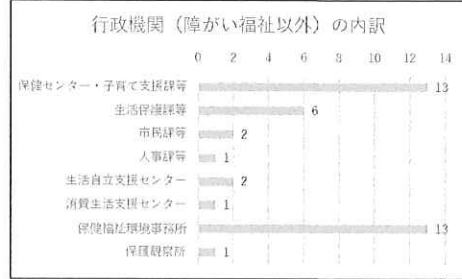 行政機関（障がい福祉以外）の内訳
0 2 4 6 8 10 12 14
保健センター・子育て支援課等 13
生活保護課等 6
市民課等 2
人事課等 1
生活自立支援センター 2
消費生活支援センター 1
保健福祉環境事務所 13
保護観察所 1